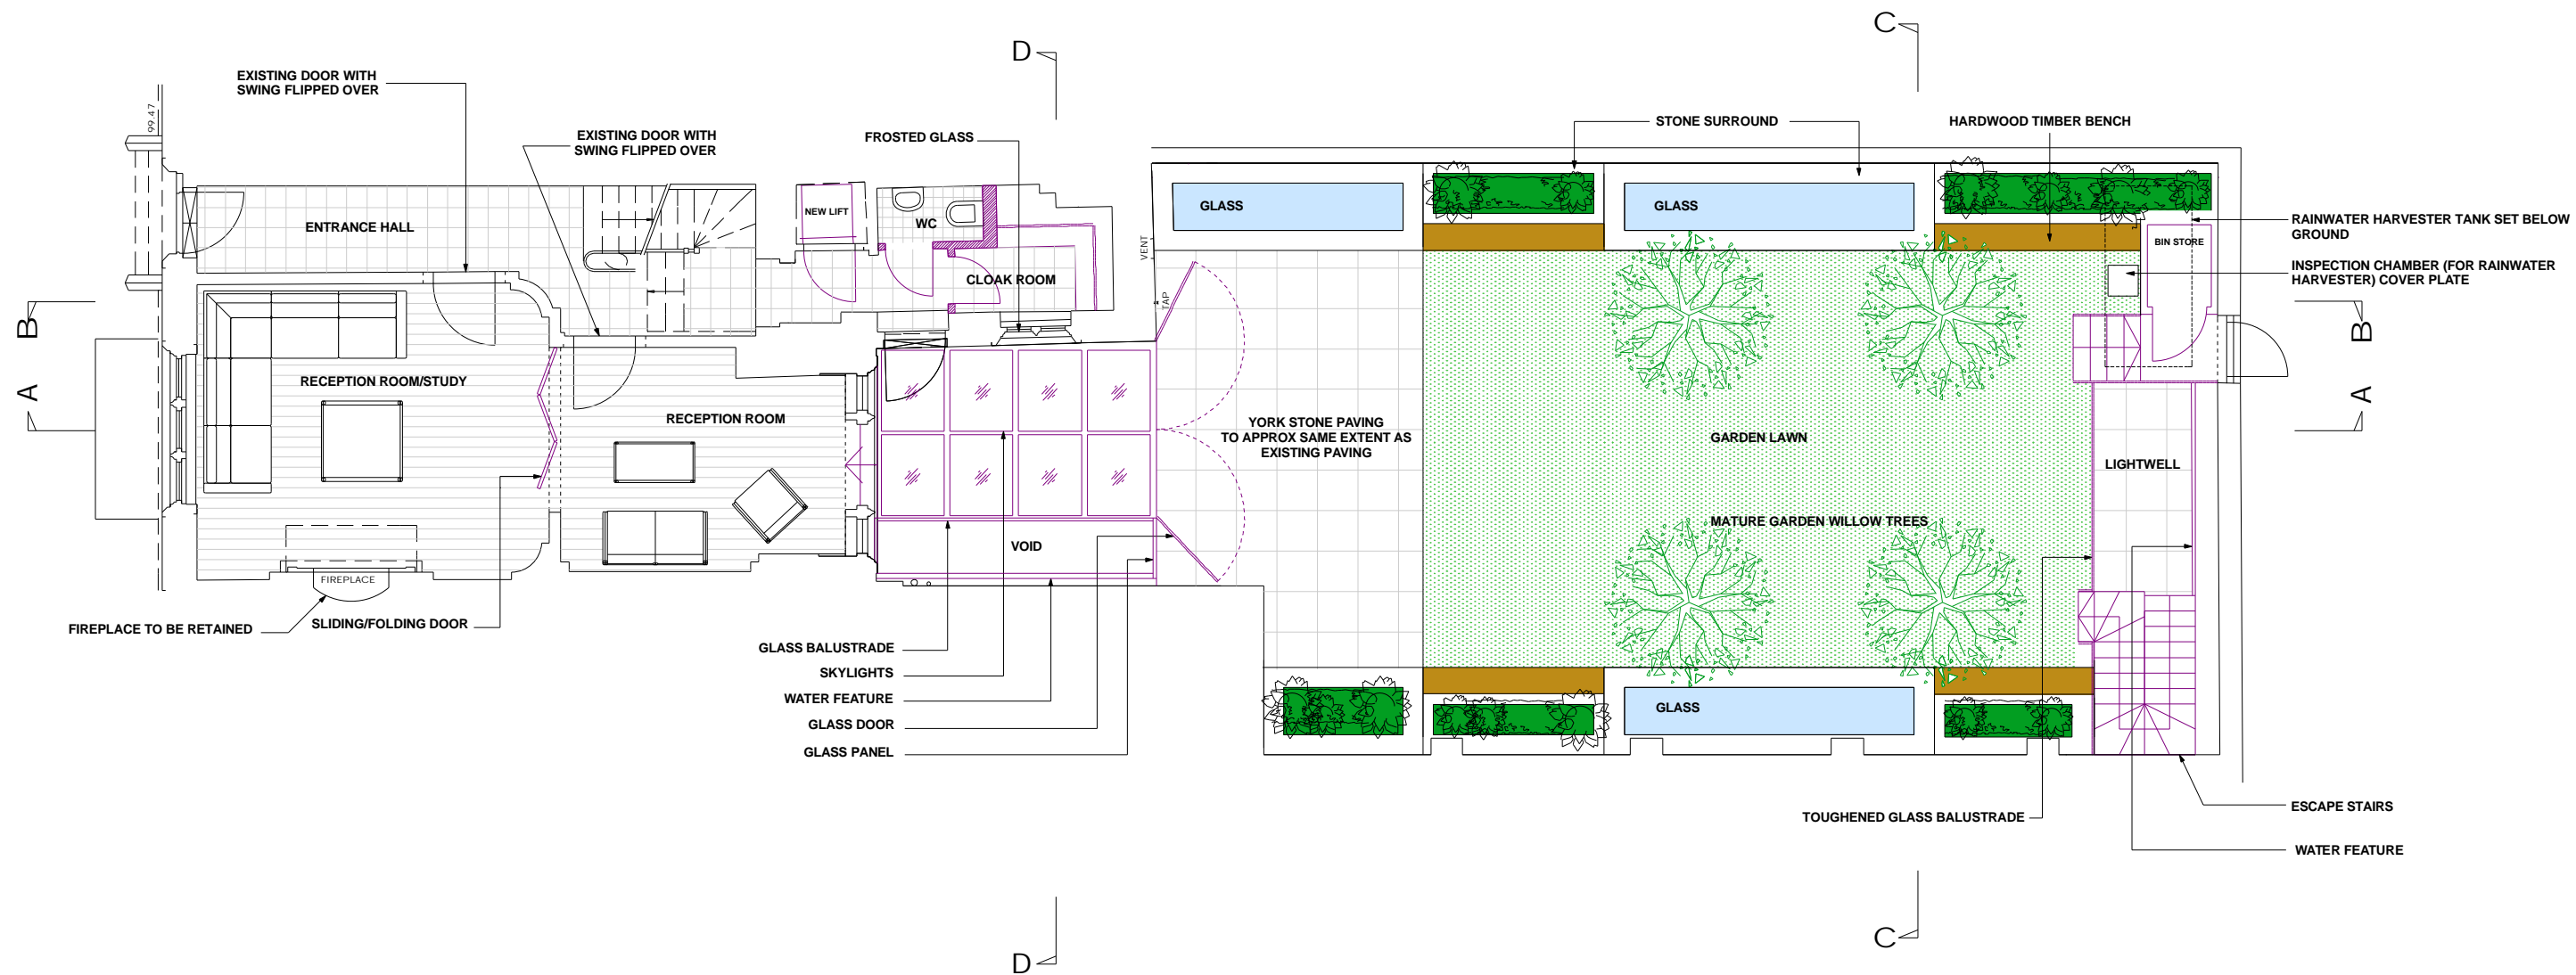 C
D
EXISTING DOOR WITH
SWING FLIPPED OVER
99.47
EXISTING DOOR WITH
SWING FLIPPED OVER
FROSTED GLASS
STONE SURROUND
HARDWOOD TIMBER BENCH
ENTRANCE HALL
NEW LIFT
WC
CLOAK ROOM
VENT
TAP
GLASS
GLASS
BIN STORE
RAINWATER HARVESTER TANK SET BELOW
GROUND
INSPECTION CHAMBER (FOR RAINWATER
HARVESTER) COVER PLATE
B
B
A
A
RECEPTION ROOM/STUDY
RECEPTION ROOM
YORK STONE PAVING
TO APPROX SAME EXTENT AS
EXISTING PAVING
GARDEN LAWN
LIGHTWELL
MATURE GARDEN WILLOW TREES
VOID
FIREPLACE
FIREPLACE TO BE RETAINED
SLIDING/FOLDING DOOR
GLASS BALUSTRADE
SKYLIGHTS
WATER FEATURE
GLASS DOOR
GLASS PANEL
GLASS
TOUGHENED GLASS BALUSTRADE
ESCAPE STAIRS
WATER FEATURE
C
D